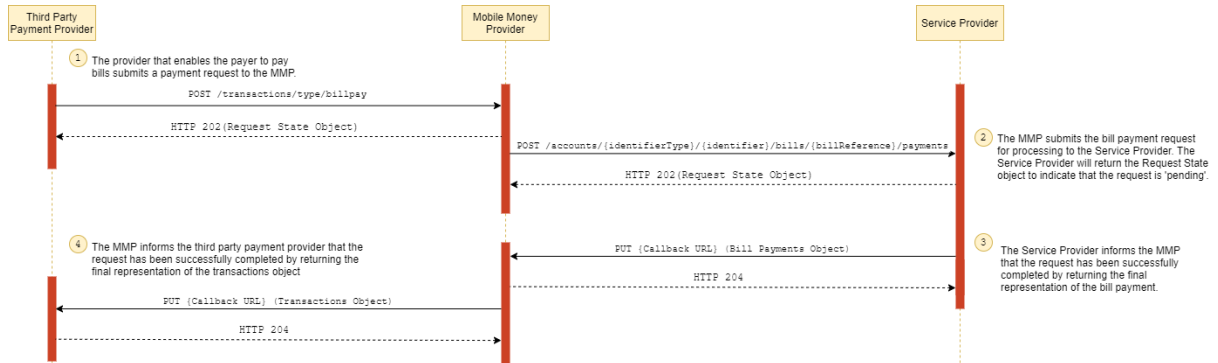 Third Party
Payment Provider
Mobile Money
Provider
Service Provider
1
The provider that enables the payer to pay
bills submits a payment request to the MMP.
POST /transactions/type/billpay
HTTP 202(Request State Object)
POST /accounts/{identifierType}/{identifier}/bills/{billReference}/payments
HTTP 202(Request State Object)
2
The MMP submits the bill payment request
for processing to the Service Provider. The
Service Provider will return the Request State
object to indicate that the request is 'pending'.
4
The MMP informs the third party payment provider that the
request has been successfully completed by returning the
final representation of the transactions object
PUT {Callback URL} (Bill Payments Object)
3
The Service Provider informs the MMP
that the request has been successfully
completed by returning the final
representation of the bill payment.
HTTP 204
PUT {Callback URL} (Transactions Object)
HTTP 204